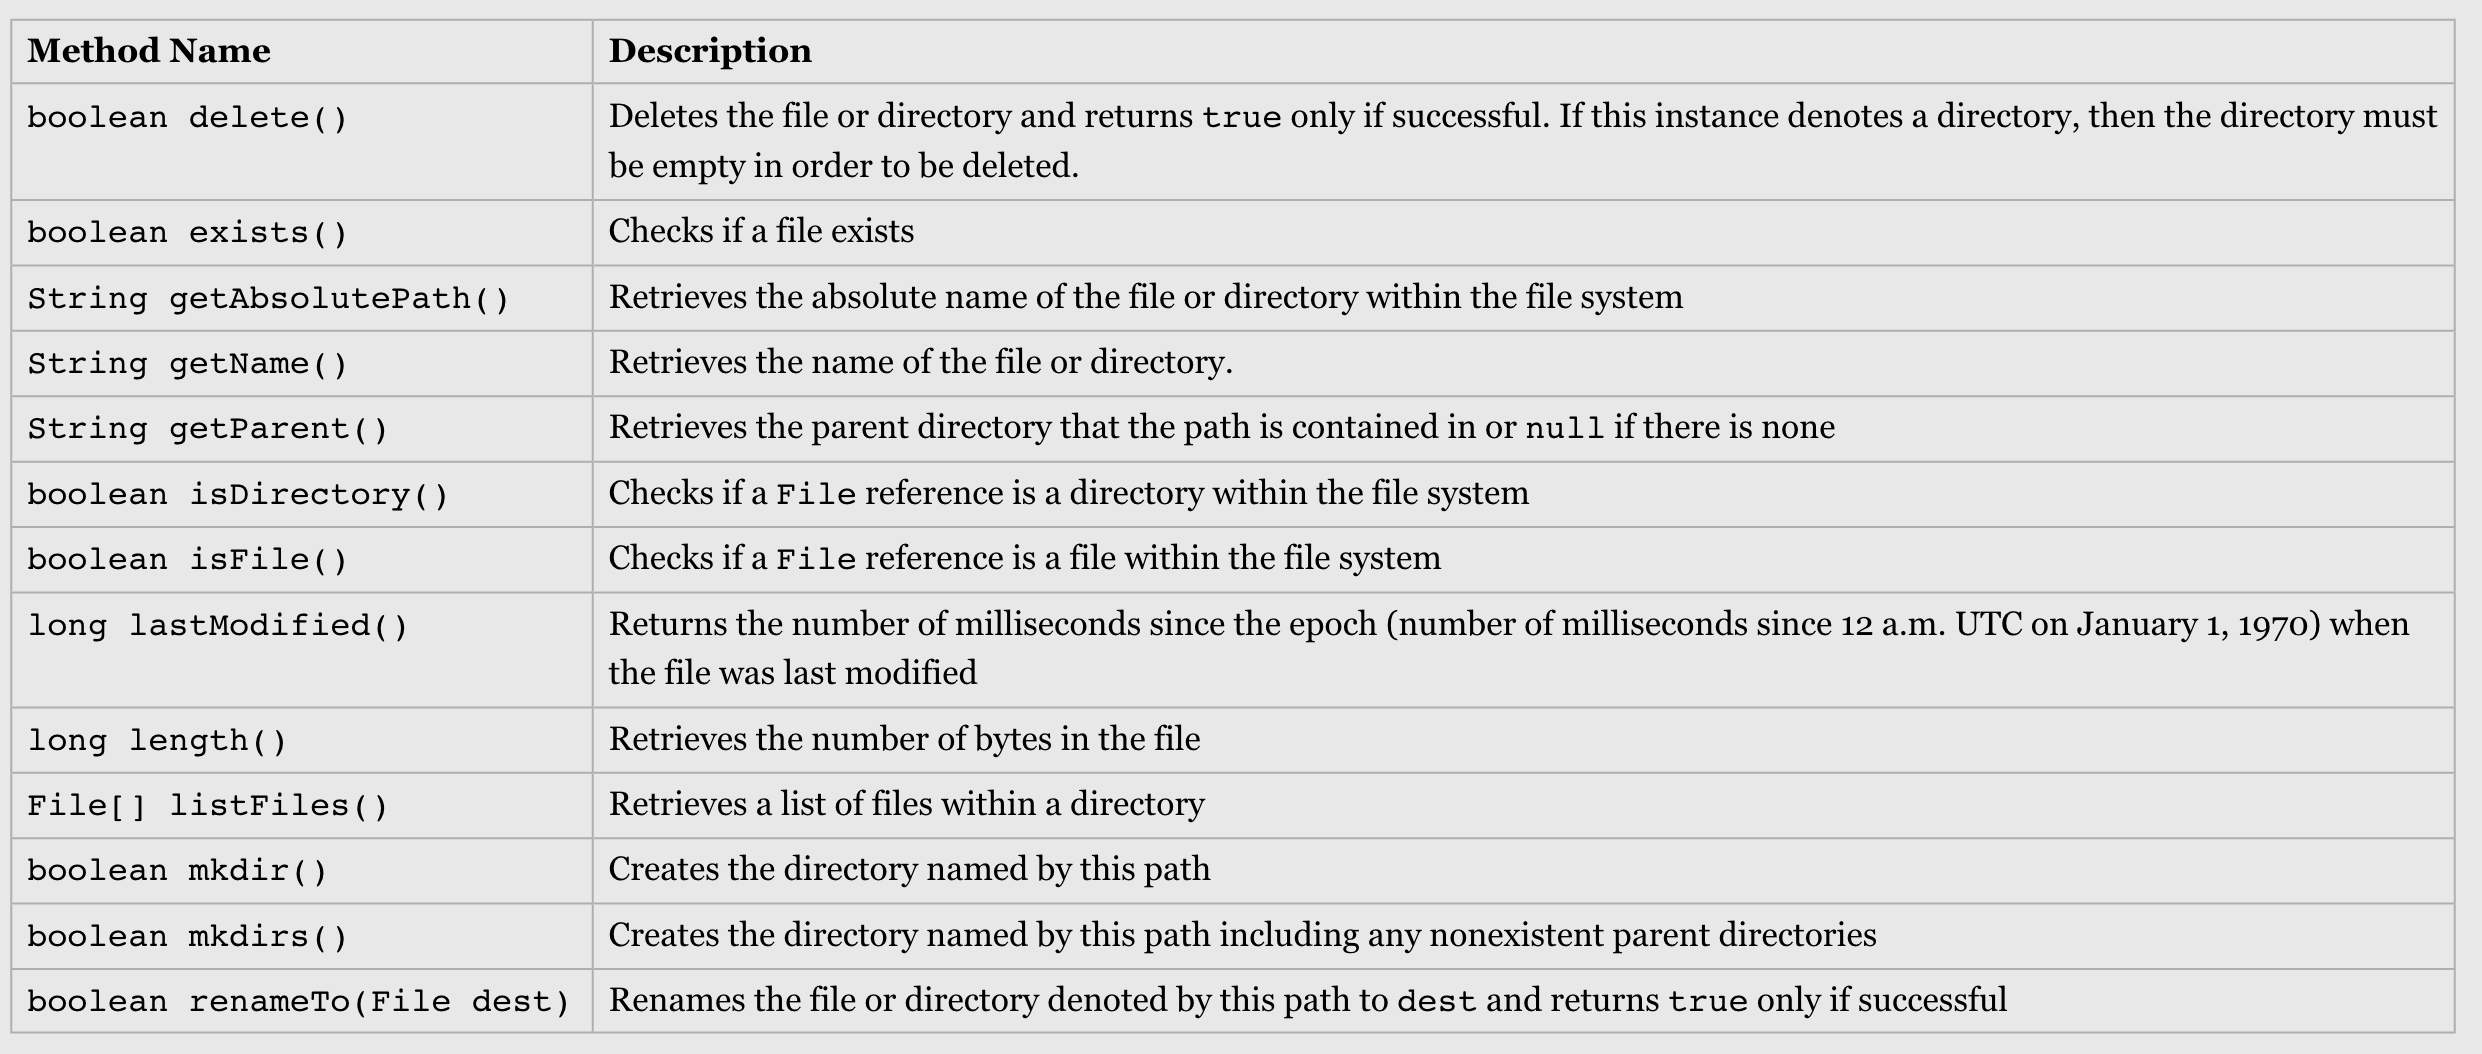 Method Name Description
boolean delete() Deletes the file or directory and returns true only if successful. If this instance denotes a directory, then the directory must
be empty in order to be deleted.
boolean exists() Checks if a file exists
String getAbsolutePath() Retrieves the absolute name of the file or directory within the file system
String getName() Retrieves the name of the file or directory.
String getParent() Retrieves the parent directory that the path is contained in or null if there is none
boolean isDirectory() Checks if a File reference is a directory within the file system
boolean isFile() Checks if a File reference is a file within the file system
long lastModified() Returns the number of milliseconds since the epoch (number of milliseconds since 12 a.m. UTC on January 1, 1970) when
the file was last modified
long length() Retrieves the number of bytes in the file
File[] listFiles() Retrieves a list of files within a directory
boolean mkdir() Creates the directory named by this path
boolean mkdirs() Creates the directory named by this path including any nonexistent parent directories
boolean renameTo(File dest) Renames the file or directory denoted by this path to dest and returns true only if successful